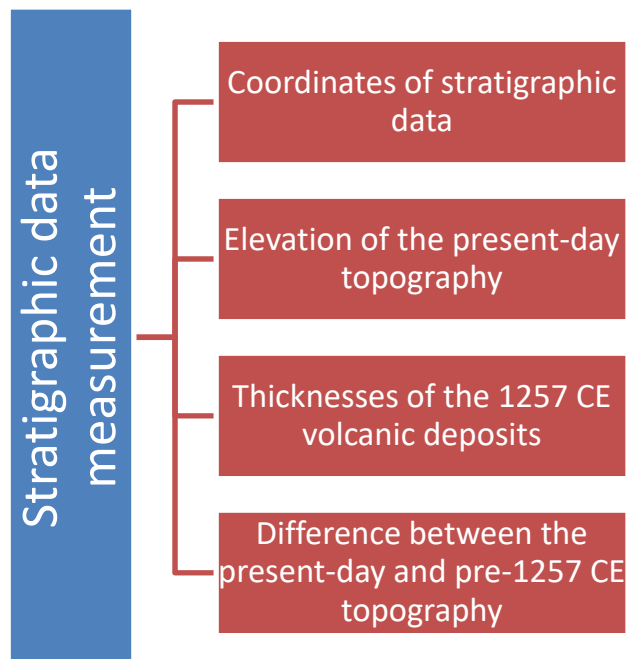 Stratigraphic data
measurement
Coordinates of stratigraphic
data
Elevation of the present-day
topography
Thicknesses of the 1257 CE
volcanic deposits
Difference between the
present-day and pre-1257 CE
topography